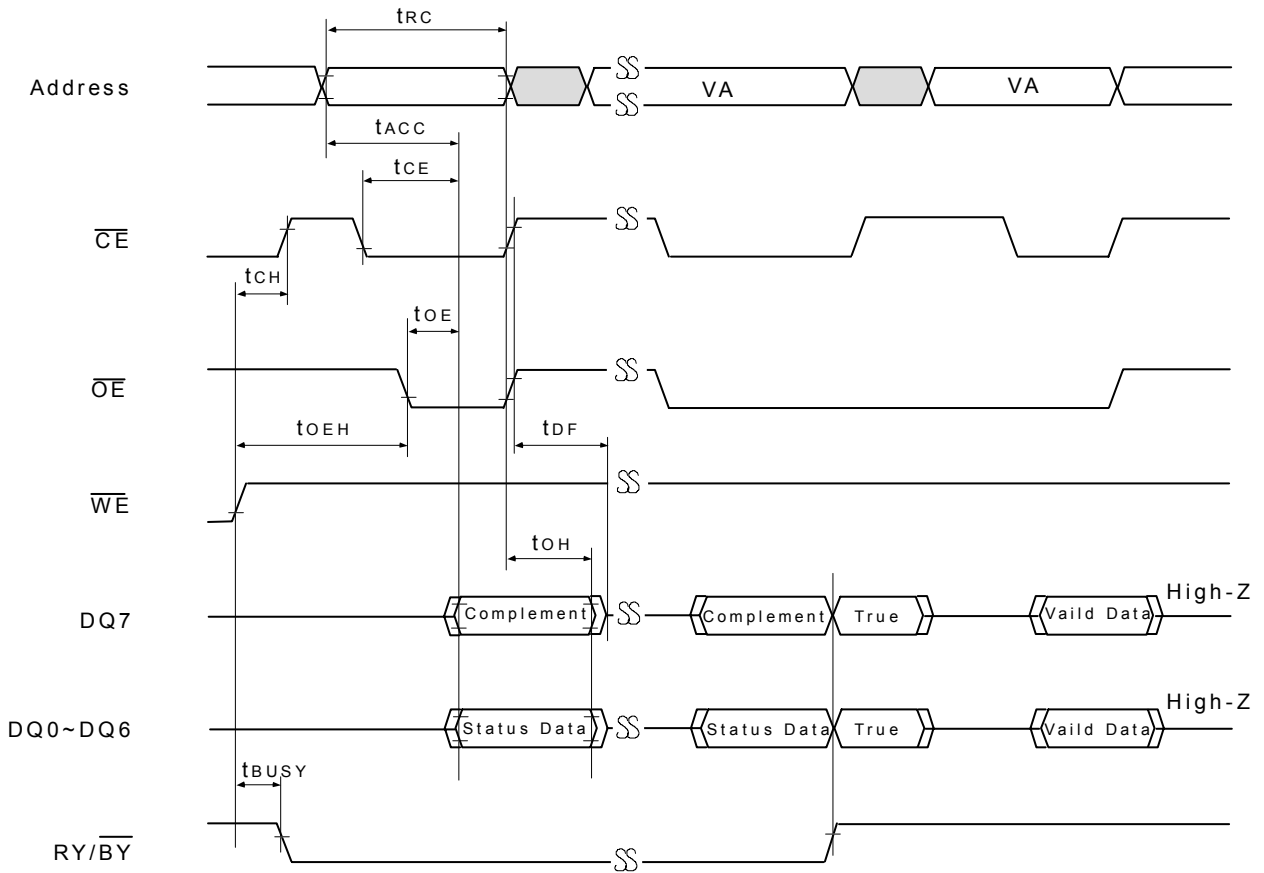 tRC
Address
VA
VA
tACC
tCE
CE
tCH
tOE
OE
tOEH
tDF
WE
tOH
DQ7
Complement
Complement
True
Vaild Data
High-Z
DQ0~DQ6
Status Data
Status Data
True
Vaild Data
High-Z
tBUSY
RY/BY